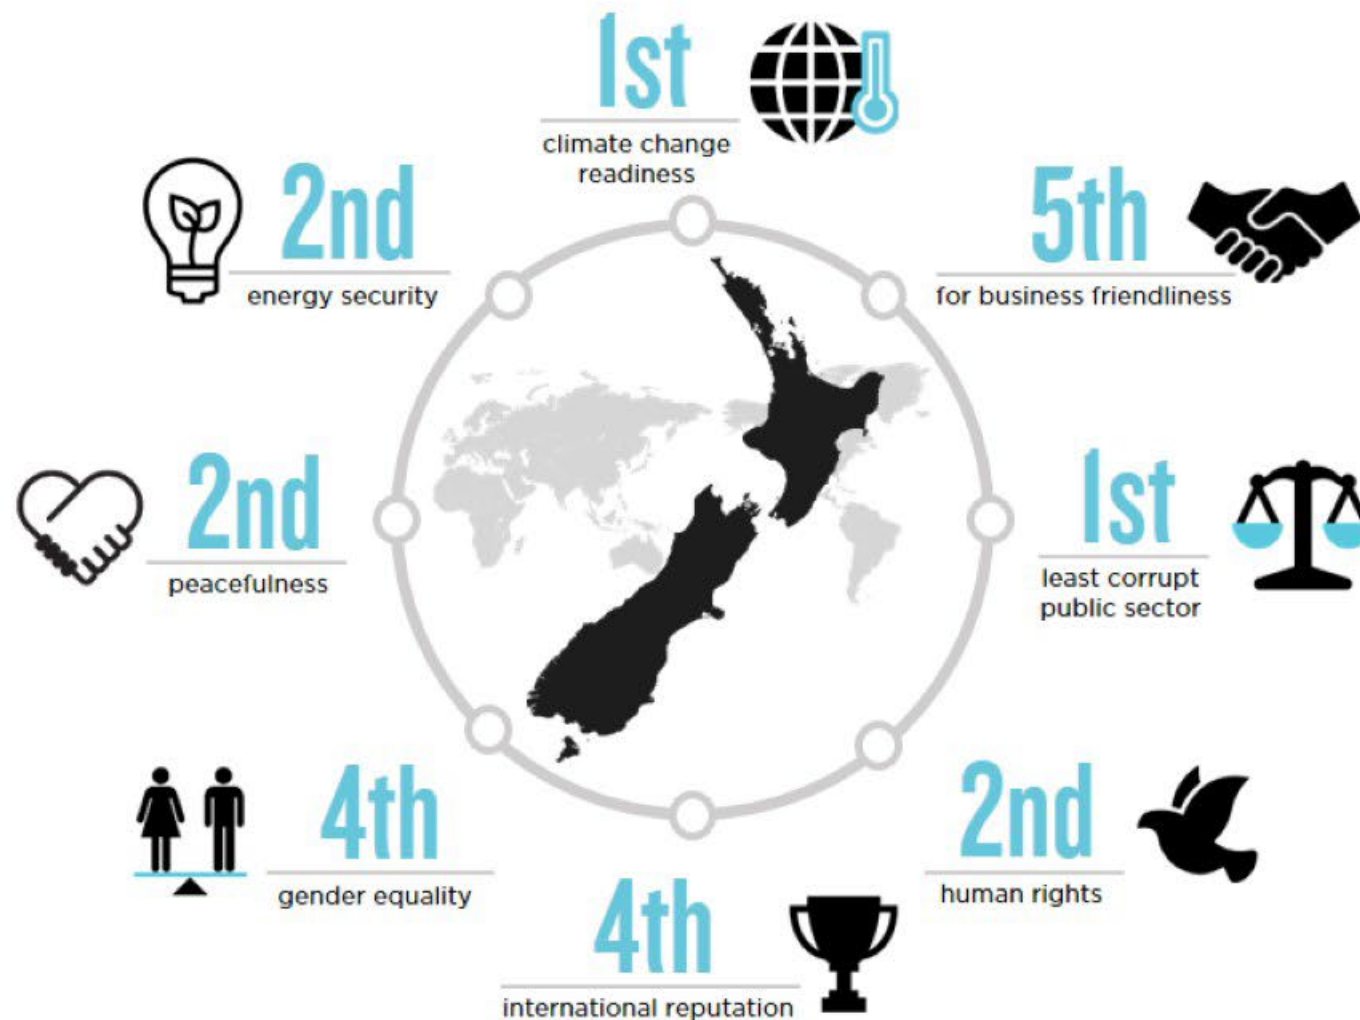 1st
climate change
readiness
2nd
energy security
5th
for business friendliness
2nd
peacefulness
1st
least corrupt
public sector
4th
gender equality
2nd
human rights
4th
international reputation